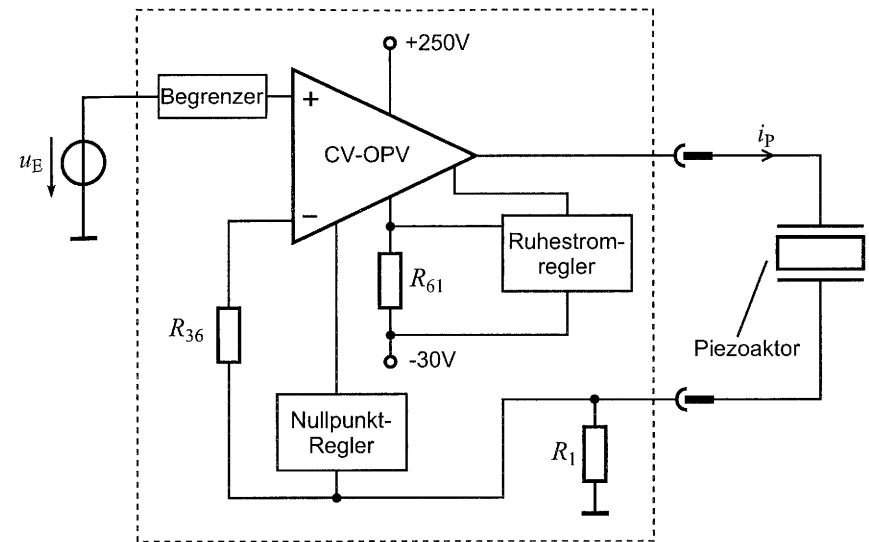 +250V
Begrenzer
+
CV-OPV
−
u_E
i_P
Ruhestrom-
regler
R_61
R_36
-30V
Piezoaktor
Nullpunkt-
Regler
R_1